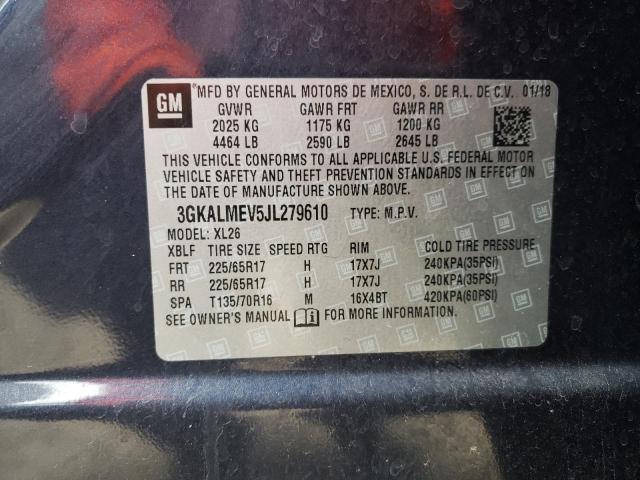 GM MFD BY GENERAL MOTORS DE MEXICO, S. DE R.L. DE C.V. 01/18
GVWR GAWR FRT GAWR RR
2025 KG 1175 KG 1200 KG
4464 LB 2590 LB 2645 LB
THIS VEHICLE CONFORMS TO ALL APPLICABLE U.S. FEDERAL MOTOR
VEHICLE SAFETY AND THEFT PREVENTION STANDARDS IN EFFECT ON
THE DATE OF MANUFACTURE SHOWN ABOVE.
3GKALMEV5JL279610 TYPE: M.P.V.
MODEL: XL26
XBLF TIRE SIZE SPEED RTG RIM COLD TIRE PRESSURE
FRT 225/65R17 H 17X7J 240KPA(35PSI)
RR 225/65R17 H 17X7J 240KPA(35PSI)
SPA T135/70R16 M 16X4BT 420KPA(60PSI)
SEE OWNER'S MANUAL FOR MORE INFORMATION.